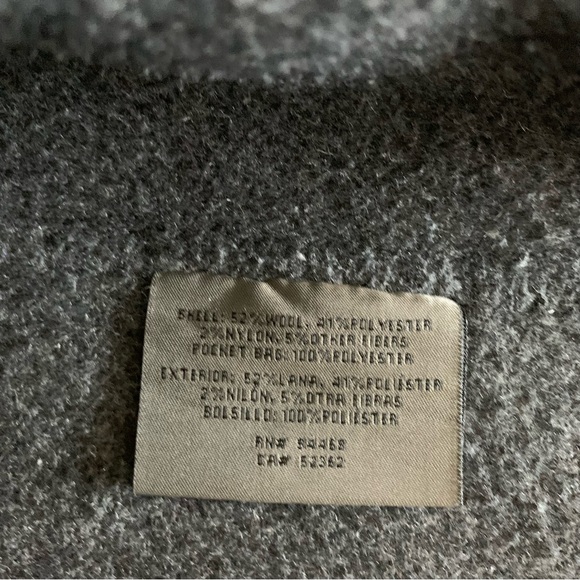 SHELL: 52%WOOL, 41%POLYESTER
2%NYLON, 5%OTHER FIBERS
POCKET BAG: 100%POLYESTER
EXTERIOR: 52%LANA, 41%POLIESTER
2%NILÓN, 5%OTRA FIBRAS
BOLSILLO: 100%POLIESTER
RN# 54468
CA# 52362